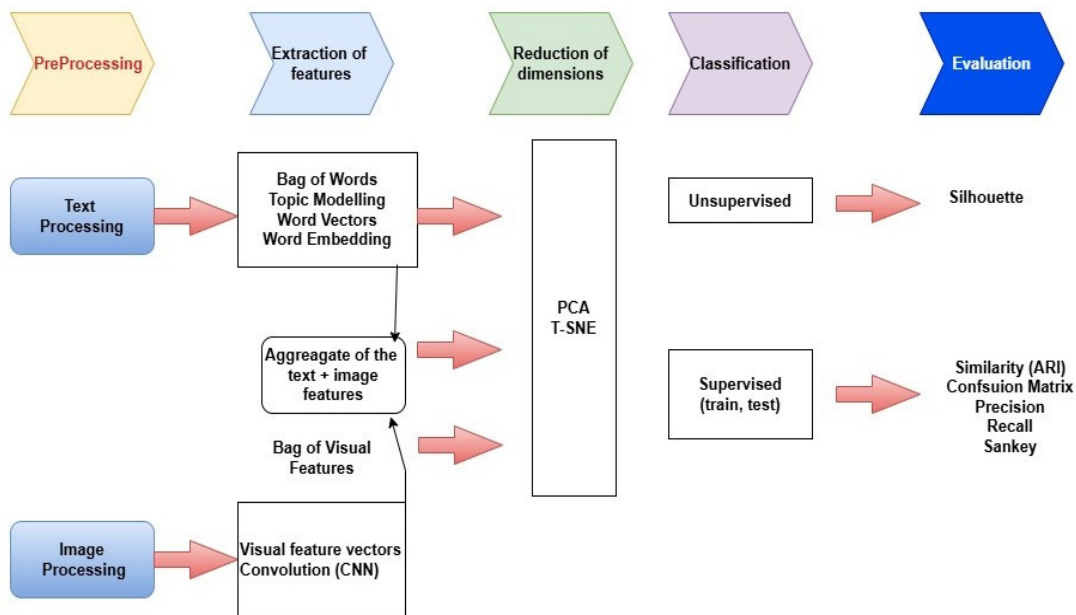 PreProcessing
Extraction of
features
Reduction of
dimensions
Classification
Evaluation
Text
Processing
Bag of Words
Topic Modelling
Word Vectors
Word Embedding
Unsupervised
Silhouette
PCA
T-SNE
Aggreagate of the
text + image
features
Supervised
(train, test)
Similarity (ARI)
Confsuion Matrix
Precision
Recall
Sankey
Bag of Visual
Features
Image
Processing
Visual feature vectors
Convolution (CNN)